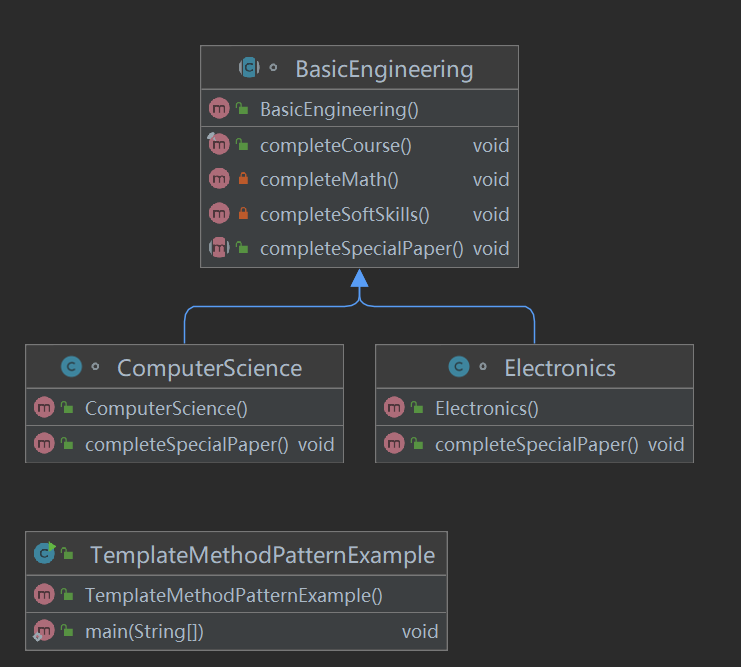 BasicEngineering
BasicEngineering()
completeCourse() void
completeMath() void
completeSoftSkills() void
completeSpecialPaper() void
ComputerScience
ComputerScience()
completeSpecialPaper() void
Electronics
Electronics()
completeSpecialPaper() void
TemplateMethodPatternExample
TemplateMethodPatternExample()
main(String[]) void